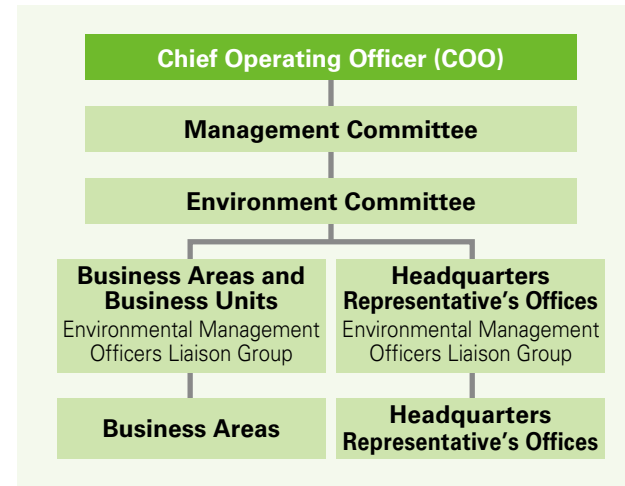 Chief Operating Officer (COO)
Management Committee
Environment Committee
Business Areas and
Business Units
Environmental Management
Officers Liaison Group
Headquarters
Representative’s Offices
Environmental Management
Officers Liaison Group
Business Areas
Headquarters
Representative’s Offices